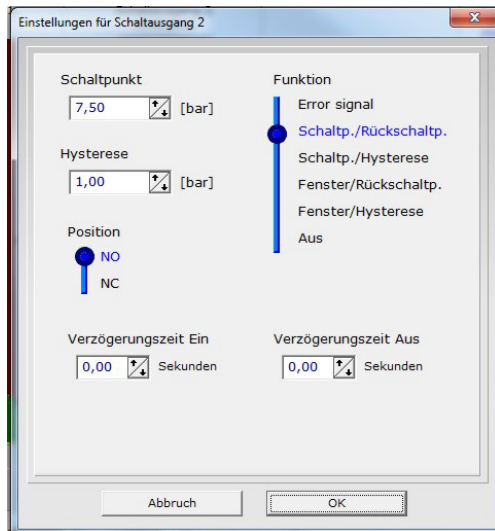 Einstellungen für Schaltausgang 2
Schaltpunkt
7,50 [bar]
Hysterese
1,00 [bar]
Position
NO
NC
Funktion
Error signal
Schaltp./Rückschaltp.
Schaltp./Hysterese
Fenster/Rückschaltp.
Fenster/Hysterese
Aus
Verzögerungszeit Ein
0,00 Sekunden
Verzögerungszeit Aus
0,00 Sekunden
Abbruch
OK